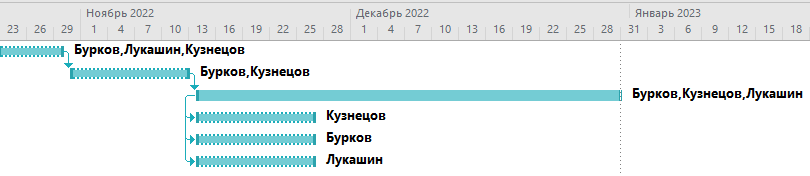 Ноябрь 2022 Декабрь 2022 Январь 2023
23 26 29 1 4 7 10 13 16 19 22 25 28 1 4 7 10 13 16 19 22 25 28 31 3 6 9 12 15 18
Бурков,Лукашин,Кузнецов
Бурков,Кузнецов
Бурков,Кузнецов,Лукашин
Кузнецов
Бурков
Лукашин